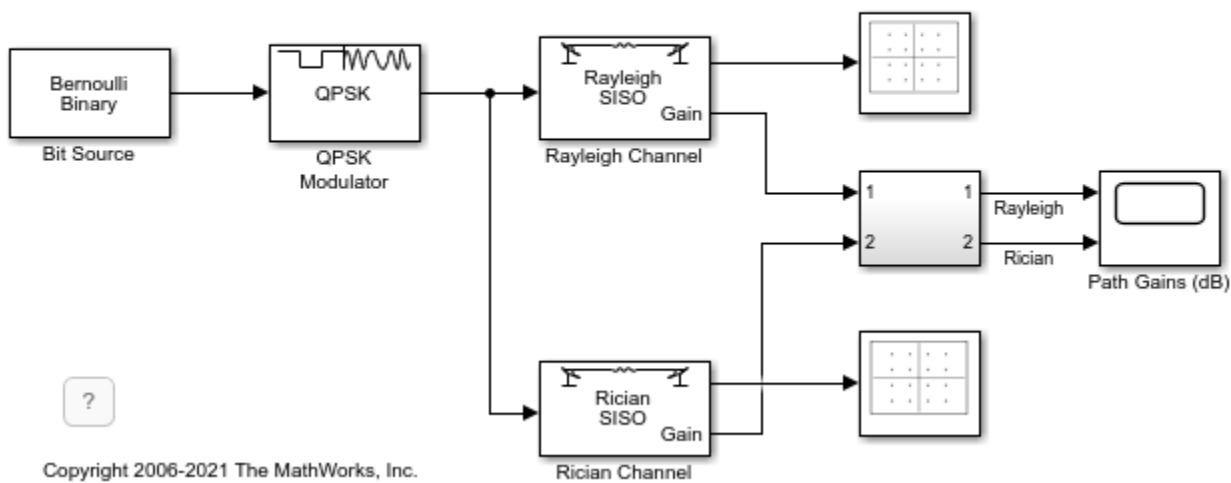 Bernoulli
Binary
Bit Source
QPSK
QPSK
Modulator
Rayleigh
SISO
Gain
Rayleigh Channel
1
2
1
2
Rayleigh
Rician
Path Gains (dB)
Rician
SISO
Gain
Rician Channel
?
Copyright 2006-2021 The MathWorks, Inc.